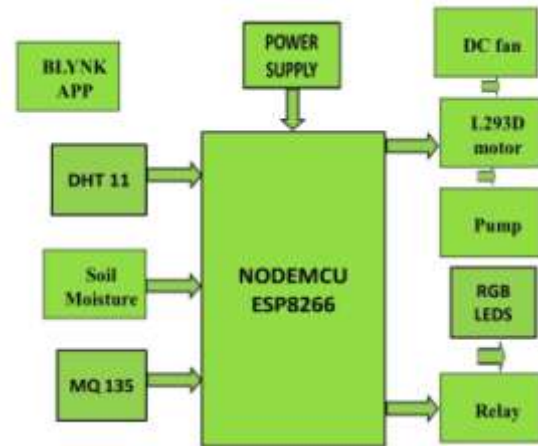 BLYNK
APP
POWER
SUPPLY
DC fan
L293D
motor
DHT 11
Pump
Soil
Moisture
NODEMCU
ESP8266
RGB
LEDS
MQ 135
Relay